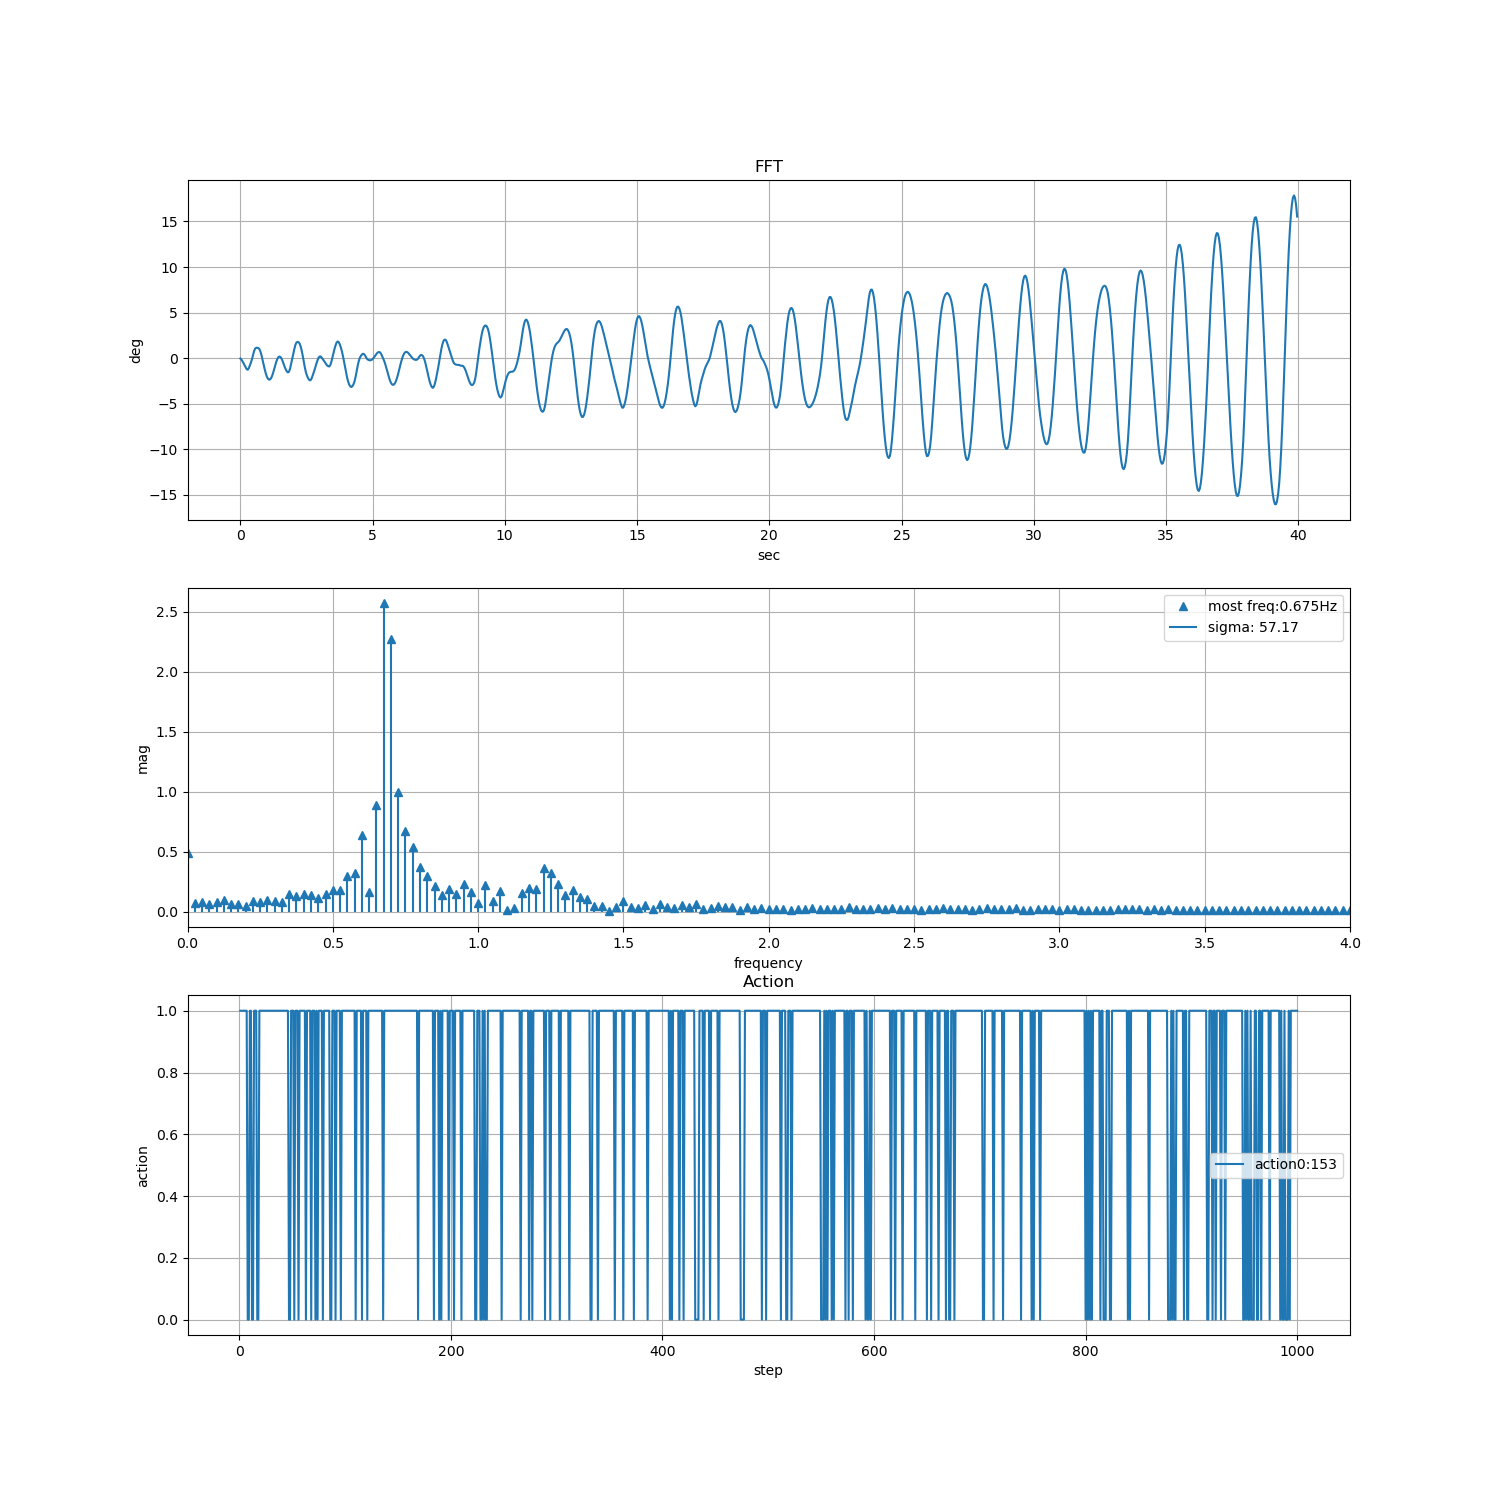 FFT
15
10
5
0
−5
−10
−15
deg
0 5 10 15 20 25 30 35 40
sec
2.5
2.0
1.5
1.0
0.5
0.0
mag
most freq:0.675Hz
sigma: 57.17
0.0 0.5 1.0 1.5 2.0 2.5 3.0 3.5 4.0
frequency
Action
1.0
0.8
0.6
0.4
0.2
0.0
action
action0:153
0 200 400 600 800 1000
step